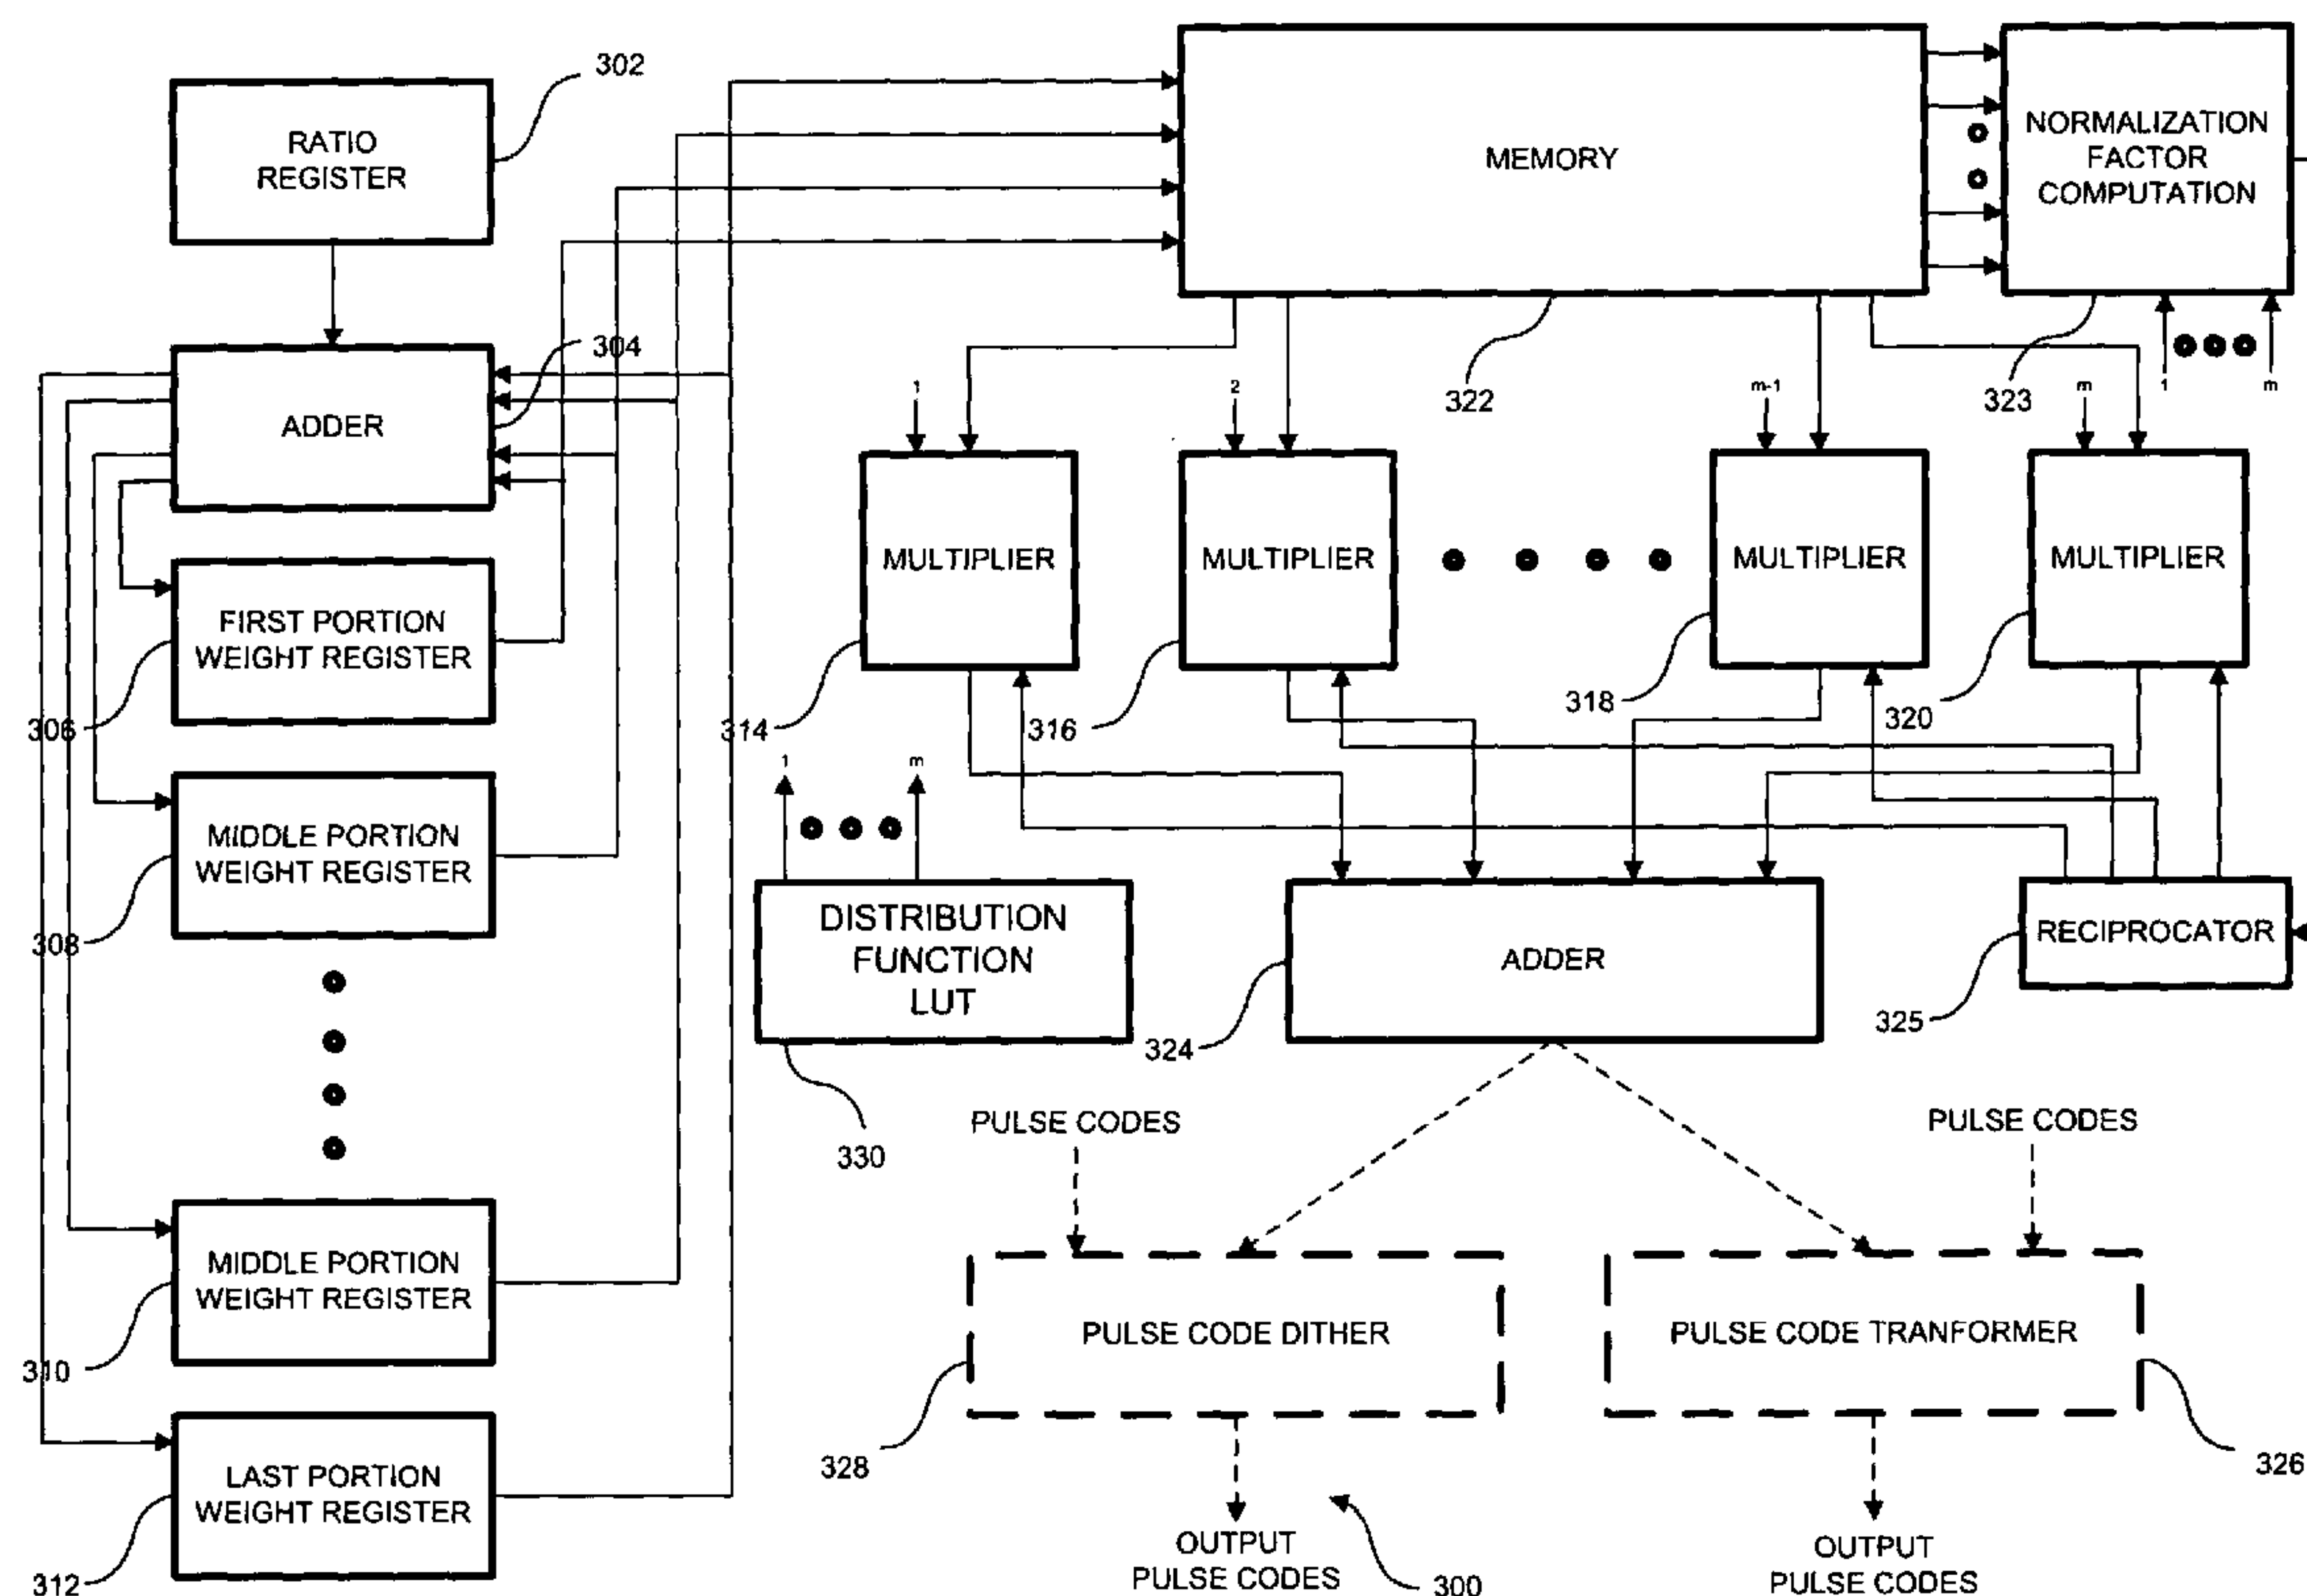 302
RATIO
REGISTER
MEMORY
NORMALIZATION
FACTOR
COMPUTATION
304
ADDER
322
323
1
m
1
2
m-1
m
MULTIPLIER
MULTIPLIER
MULTIPLIER
MULTIPLIER
FIRST PORTION
WEIGHT REGISTER
306
314
316
318
320
1
m
MIDDLE PORTION
WEIGHT REGISTER
308
DISTRIBUTION
FUNCTION
LUT
ADDER
RECIPROCATOR
324
325
330
PULSE CODES
PULSE CODES
MIDDLE PORTION
WEIGHT REGISTER
310
PULSE CODE DITHER
PULSE CODE TRANFORMER
328
326
LAST PORTION
WEIGHT REGISTER
312
OUTPUT
PULSE CODES
300
OUTPUT
PULSE CODES